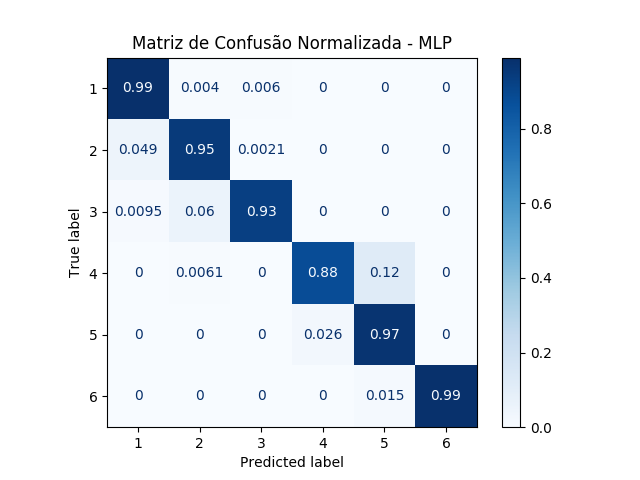 Matriz de Confusão Normalizada - MLP
True label
1 0.99 0.004 0.006 0 0 0
2 0.049 0.95 0.0021 0 0 0
3 0.0095 0.06 0.93 0 0 0
4 0 0.0061 0 0.88 0.12 0
5 0 0 0 0.026 0.97 0
6 0 0 0 0 0.015 0.99
1 2 3 4 5 6
Predicted label
0.8
0.6
0.4
0.2
0.0